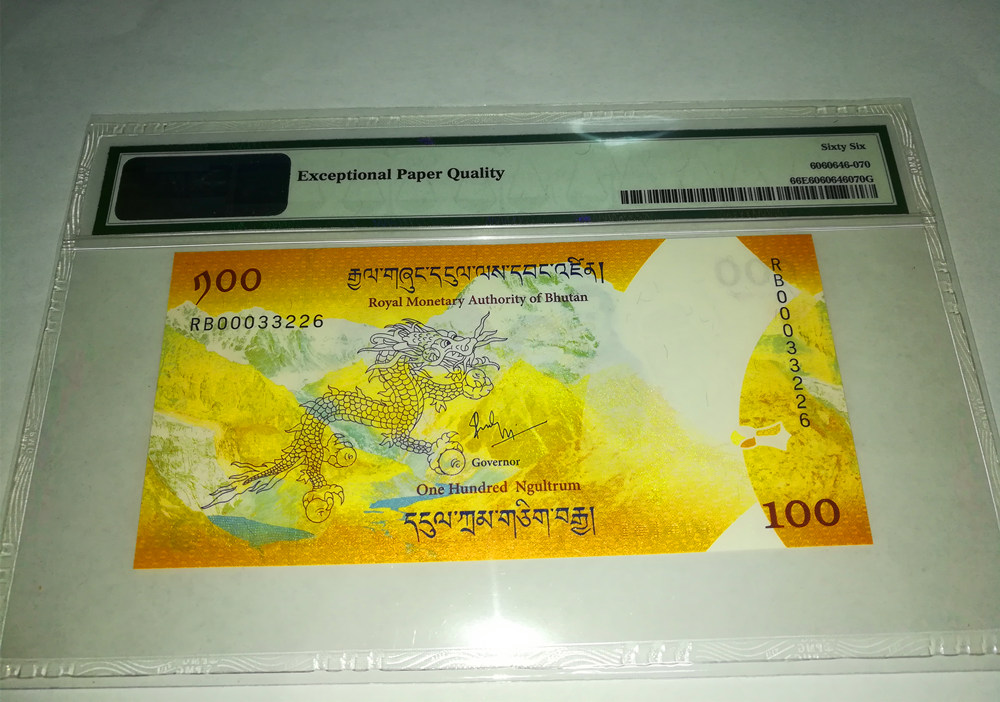 Exceptional Paper Quality
Sixty Six
6060646-070
66E6060646070G
༡00
རྒྱལ་གཞུང་དངུལ་ལས་དབང་འཛིན།
Royal Monetary Authority of Bhutan
RB00033226
RB00033226
Governor
One Hundred Ngultrum
དངུལ་ཀྲམ་གཅིག་བརྒྱ།
100